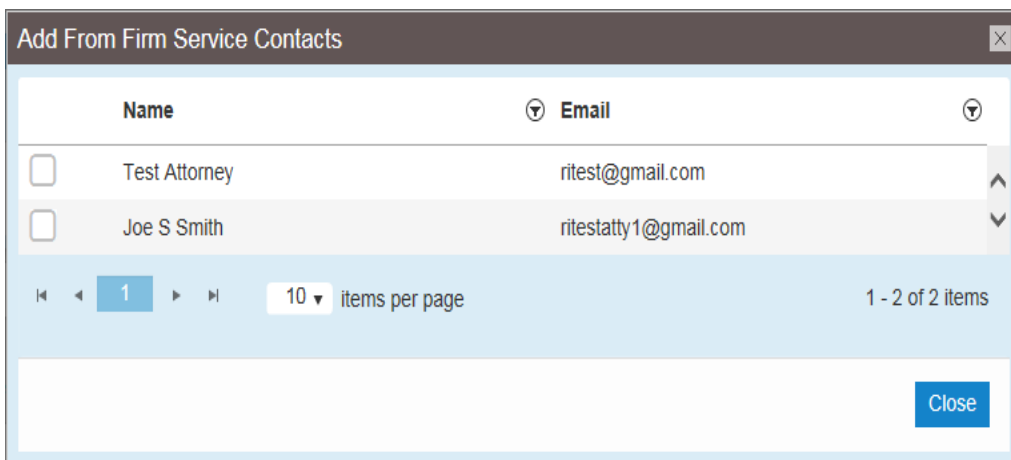 Add From Firm Service Contacts
Name Email
Test Attorney ritest@gmail.com
Joe S Smith ritestatty1@gmail.com
1 10 items per page 1 - 2 of 2 items
Close